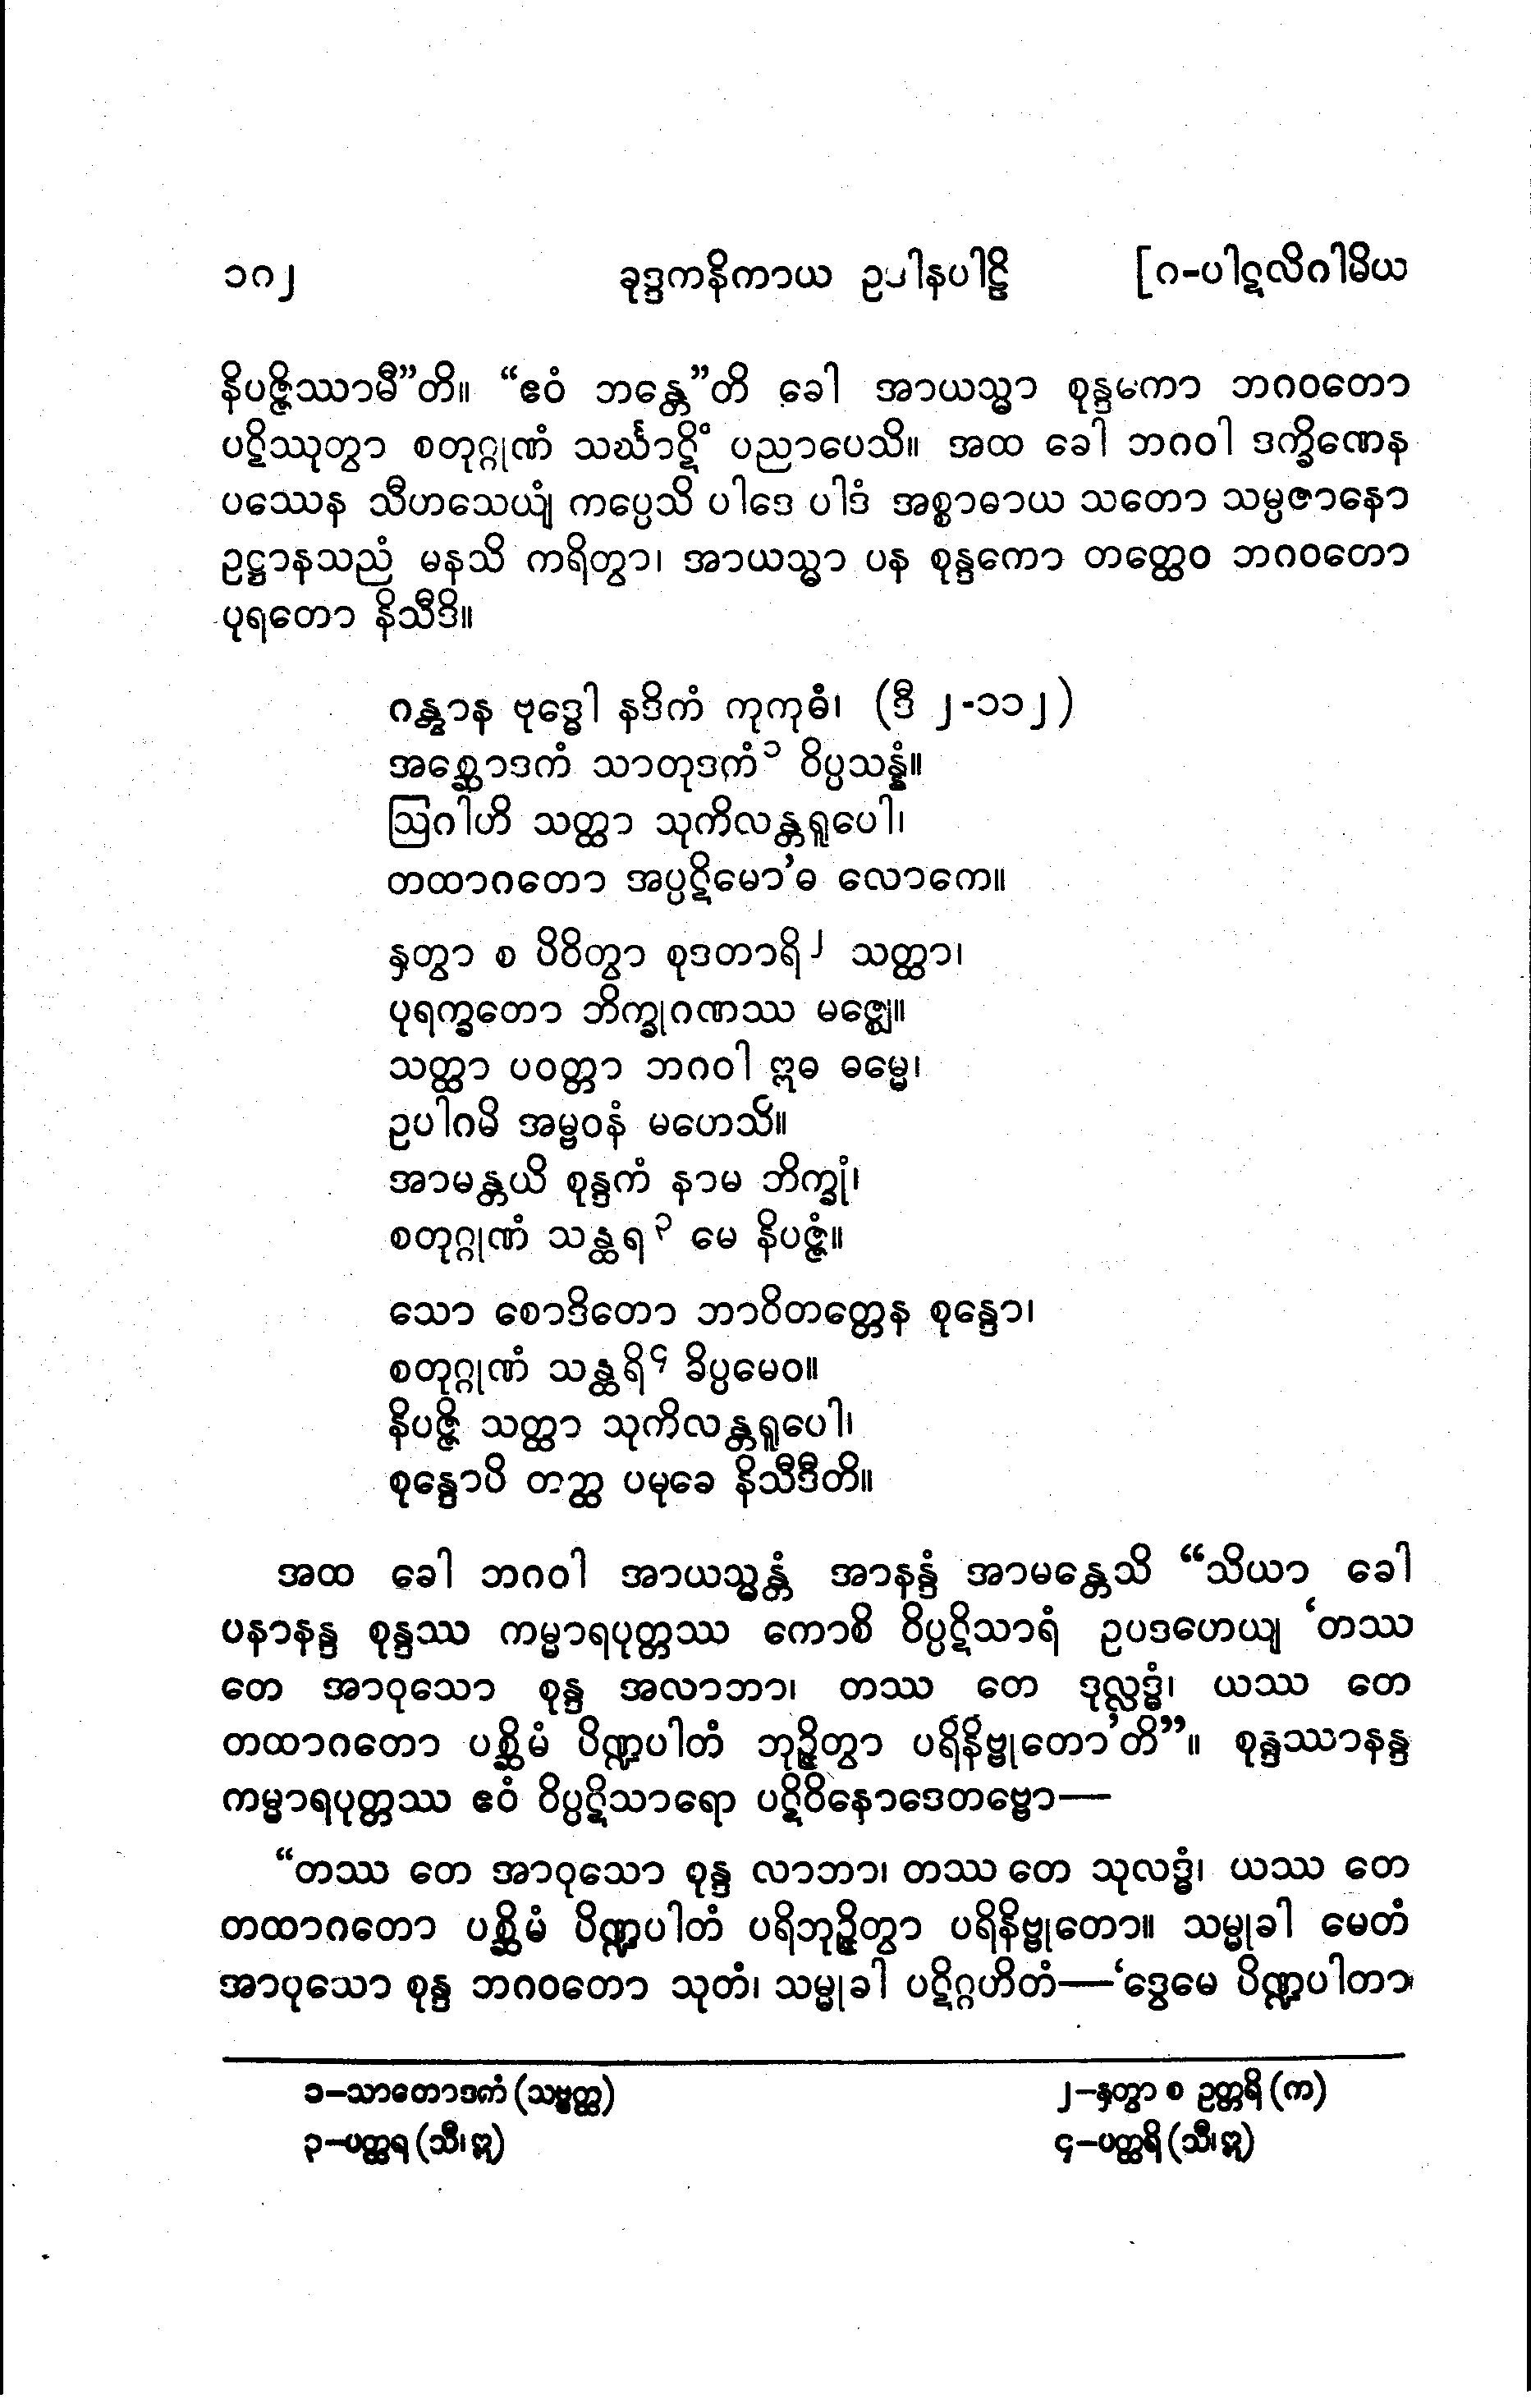 ၁၈၂ ခုဒ္ဒကနိကာယ ဥဒါနပါဠိ [၈-ပါဋလိဂါမိယ
နိပဇ္ဇိဿာမီ”တိ။ “ဧဝံ ဘန္တေ”တိ ခေါ အာယသ္မာ စုန္ဒကော ဘဂဝတော
ပဋိဿုတွာ စတုဂ္ဂုဏံ သင်္ဃာဋိံ ပညာပေသိ။ အထ ခေါ ဘဂဝါ ဒက္ခိဏေန
ပဿေန သီဟသေယျံ ကပ္ပေသိ ပါဒေ ပါဒံ အစ္စာဓာယ သတော သမ္ပဇာနော
ဥဋ္ဌာနသညံ မနသိ ကရိတွာ၊ အာယသ္မာ ပန စုန္ဒကော တတ္ထေဝ ဘဂဝတော
ပုရတော နိသီဒိ။
ဂန္တွာန ဗုဒ္ဓေါ နဒိကံ ကုကုဓံ၊ (ဒီ ၂-၁၁၂)
အစ္ဆောဒကံ သာတုဒကံ၁ ဝိပ္ပသန္နံ။
ဩဂါဟိ သတ္ထာ သုကိလန္တရူပေါ၊
တထာဂတော အပ္ပဋိမော’ဓ လောကေ။
နှတွာ စ ပိဝိတွာ စုဒတာရိ၂ သတ္ထာ၊
ပုရက္ခတော ဘိက္ခုဂဏဿ မဇ္ဈေ။
သတ္ထာ ပဝတ္တာ ဘဂဝါ ဣဓ ဓမ္မေ၊
ဥပါဂမိ အမ္ဗဝနံ မဟေသိ။
အာမန္တယိ စုန္ဒကံ နာမ ဘိက္ခုံ၊
စတုဂ္ဂုဏံ သန္ထရ၃ မေ နိပဇ္ဇံ။
သော စောဒိတော ဘာဝိတတ္တေန စုန္ဒော၊
စတုဂ္ဂုဏံ သန္ထရိ၄ ခိပ္ပမေဝ။
နိပဇ္ဇိ သတ္ထာ သုကိလန္တရူပေါ၊
စုန္ဒောပိ တတ္ထ ပမုခေ နိသီဒီတိ။
အထ ခေါ ဘဂဝါ အာယသ္မန္တံ အာနန္ဒံ အာမန္တေသိ “သိယာ ခေါ
ပနာနန္ဒ စုန္ဒဿ ကမ္မာရပုတ္တဿ ကောစိ ဝိပ္ပဋိသာရံ ဥပဒဟေယျ ‘တဿ
တေ အာဝုသော စုန္ဒ အလာဘာ၊ တဿ တေ ဒုလ္လဒ္ဓံ၊ ယဿ တေ
တထာဂတော ပစ္ဆိမံ ပိဏ္ဍပါတံ ဘုဉ္ဇိတွာ ပရိနိဗ္ဗုတော’တိ”။ စုန္ဒဿာနန္ဒ
ကမ္မာရပုတ္တဿ ဧဝံ ဝိပ္ပဋိသာရော ပဋိဝိနောဒေတဗ္ဗော—
“တဿ တေ အာဝုသော စုန္ဒ လာဘာ၊ တဿ တေ သုလဒ္ဓံ၊ ယဿ တေ
တထာဂတော ပစ္ဆိမံ ပိဏ္ဍပါတံ ပရိဘုဉ္ဇိတွာ ပရိနိဗ္ဗုတော။ သမ္မုခါ မေတံ
အာဝုသော စုန္ဒ ဘဂဝတော သုတံ၊ သမ္မုခါ ပဋိဂ္ဂဟိတံ—‘ဒွေမေ ပိဏ္ဍပါတာ
၁–သာတောဒကံ (သဗ္ဗတ္ထ) ၂–နှတွာ စ ဥတ္တရိ (က)
၃–ပတ္ထရ (သီ၊ ဣ) ၄–ပတ္ထရိ (သီ၊ ဣ)